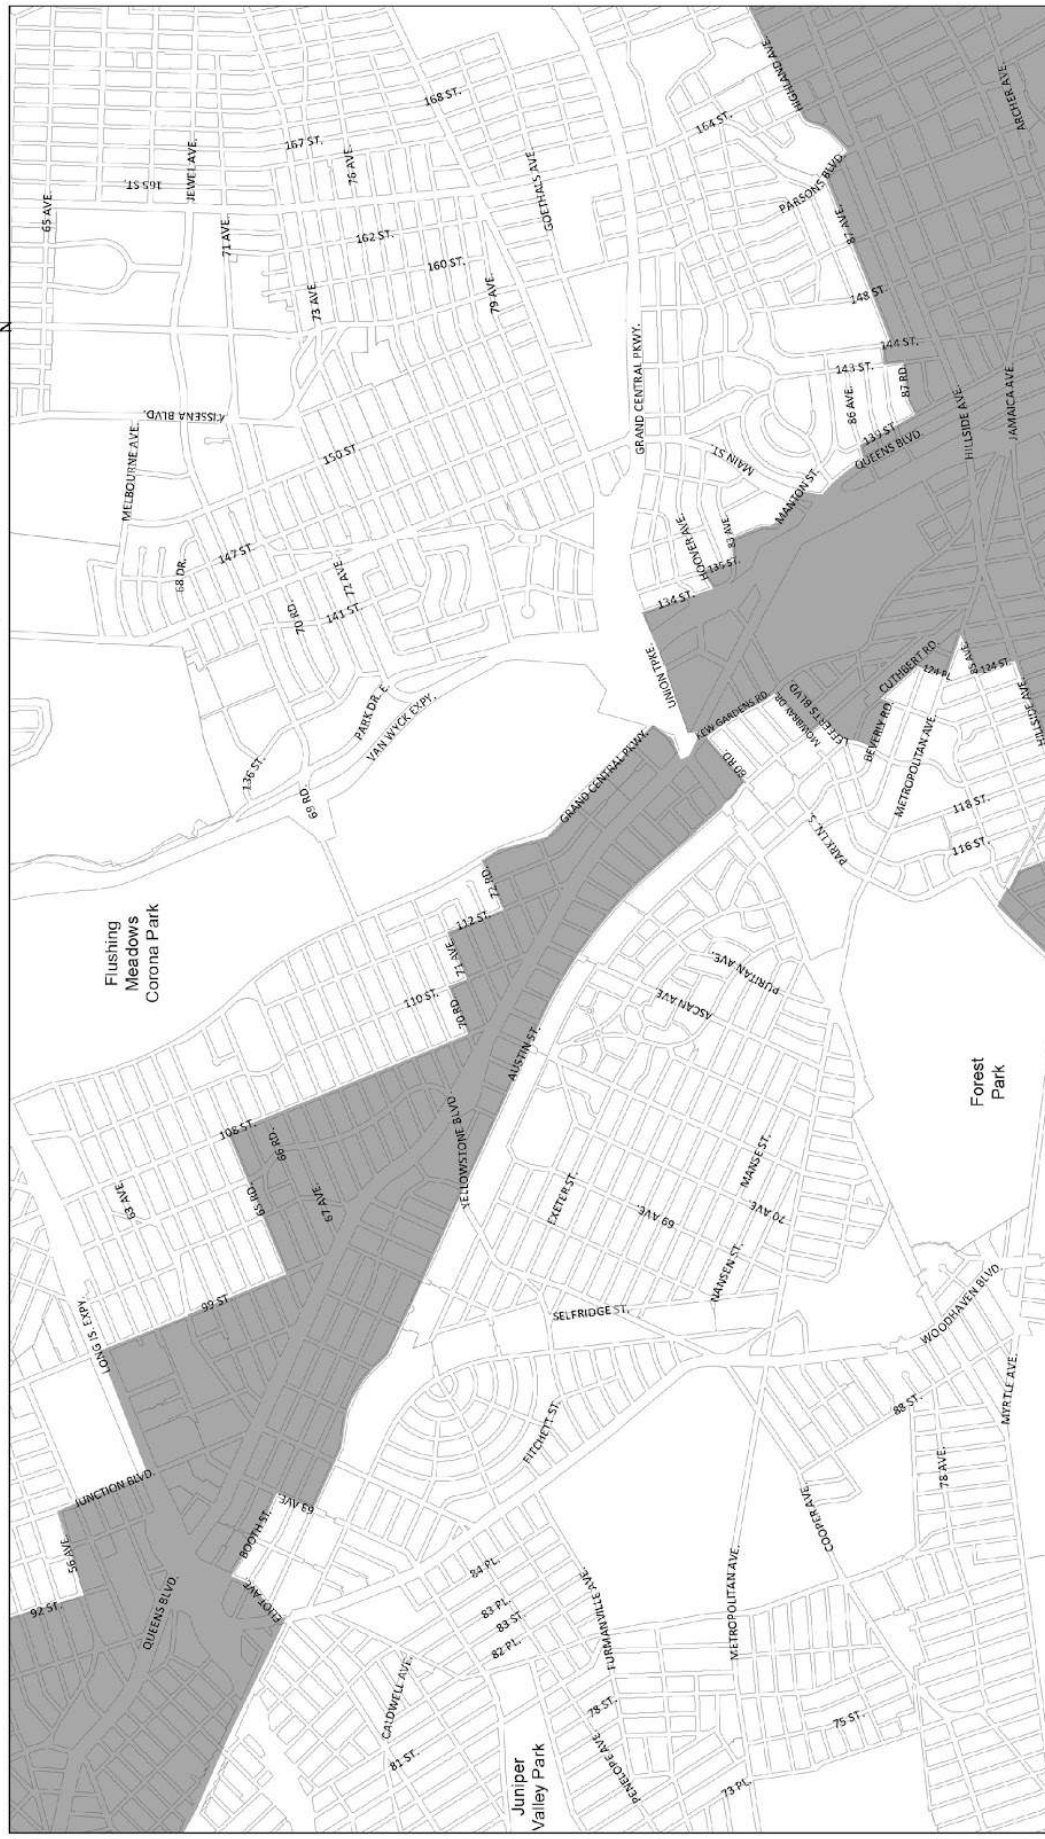 N
65 AVE.
165 ST.
JEWEL AVE.
71 AVE.
167 ST.
76 AVE.
168 ST.
162 ST.
160 ST.
73 AVE.
79 AVE.
GOETHALS AVE.
164 ST.
HIGHLAND AVE.
ARCHER AVE.
PARSONS BLVD.
87 AVE.
148 ST.
144 ST.
143 ST.
87 RD.
86 AVE.
139 ST.
QUEENS BLVD.
HILLSIDE AVE.
JAMAICA AVE.
GRAND CENTRAL PKWY.
MAIN ST.
MANTON ST.
83 AVE.
HOOVER AVE.
135 ST.
134 ST.
KISSENA BLVD.
MELBOURNE AVE.
150 ST.
147 ST.
68 DR.
72 AVE.
141 ST.
70 RD.
PARK DR. E.
VAN WYCK EXPY.
136 ST.
69 RD.
UNION TPKE.
KEW GARDENS RD.
MOWBRAY DR.
LEFFERTS BLVD.
CUTHBERT RD.
BEVERLY RD.
124 PL.
85 AVE.
124 ST.
HILLSIDE AVE.
METROPOLITAN AVE.
118 ST.
116 ST.
PARK LN. S.
80 RD.
GRAND CENTRAL PKWY.
Flushing
Meadows
Corona Park
72 RD.
112 ST.
71 AVE.
110 ST.
70 RD.
AUSTIN ST.
YELLOWSTONE BLVD.
108 ST.
66 RD.
65 RD.
67 AVE.
63 AVE.
99 ST.
LONG IS. EXPY.
JUNCTION BLVD.
56 AVE.
92 ST.
QUEENS BLVD.
BOOTH ST.
63 AVE.
ELIOT AVE.
PURITAN AVE.
ASCAN AVE.
Forest
Park
MANSE ST.
70 AVE.
69 AVE.
EXETER ST.
NANSEN ST.
SELFRIDGE ST.
WOODHAVEN BLVD.
MYRTLE AVE.
88 ST.
78 AVE.
COOPER AVE.
FITCHETT ST.
84 PL.
83 PL.
83 ST.
82 PL.
FURMANVILLE AVE.
METROPOLITAN AVE.
CALDWELL AVE.
81 ST.
Juniper
Valley Park
78 ST.
PENELOPE AVE.
75 ST.
73 PL.